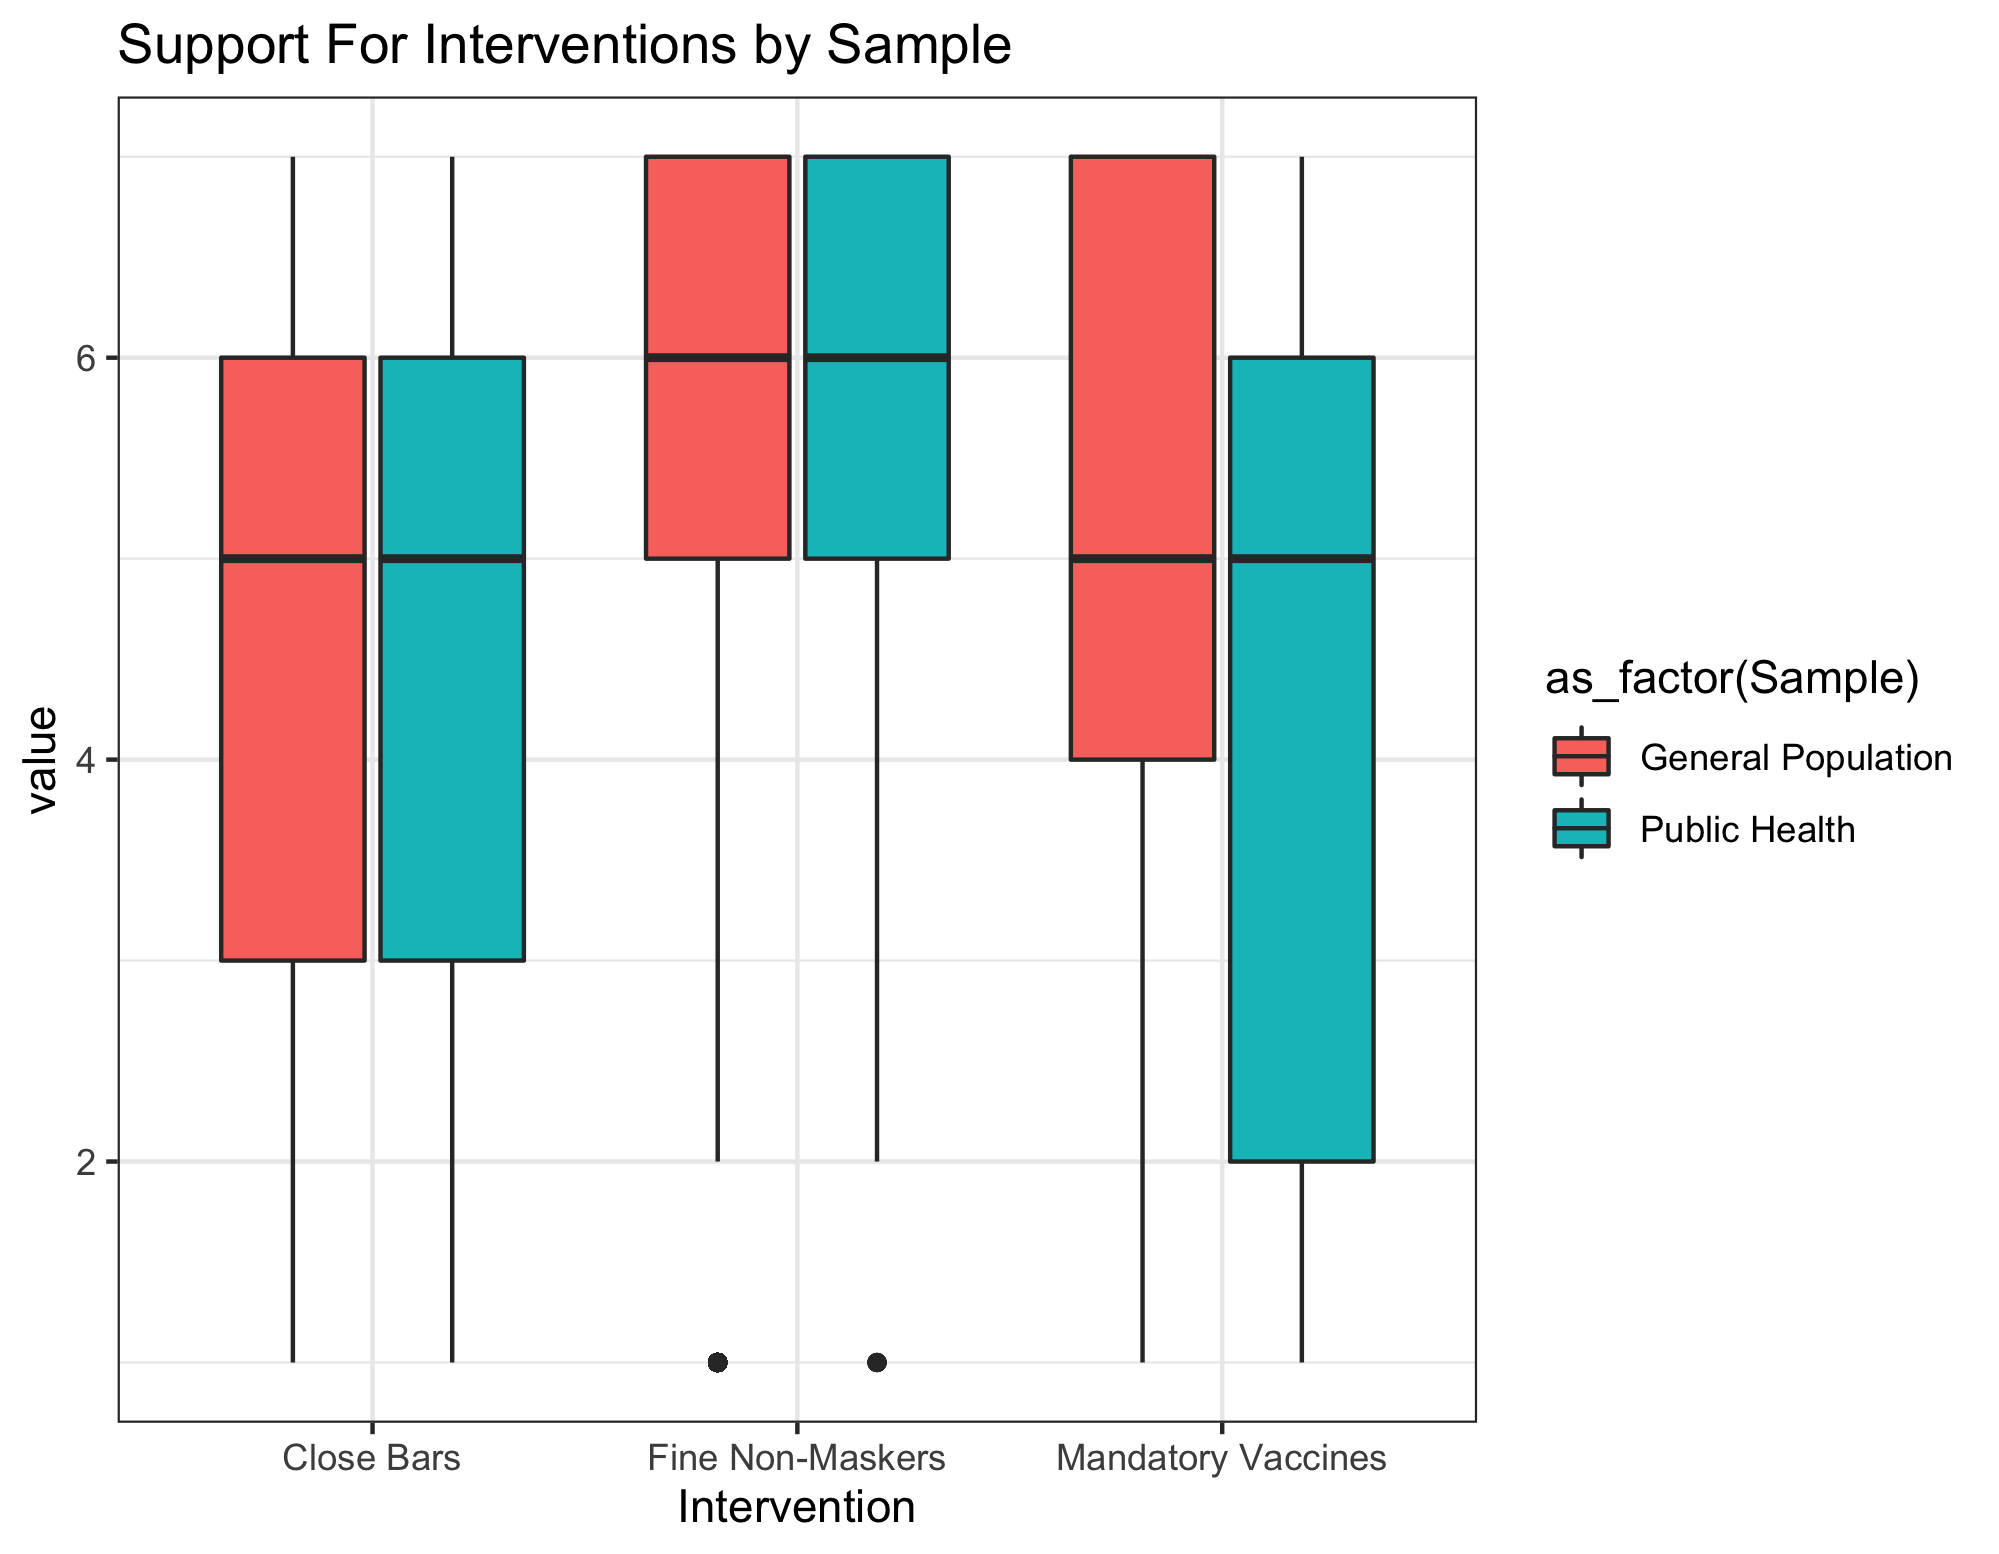 Support For Interventions by Sample
6
4
2
value
Close Bars
Fine Non-Maskers
Mandatory Vaccines
Intervention
as_factor(Sample)
General Population
Public Health